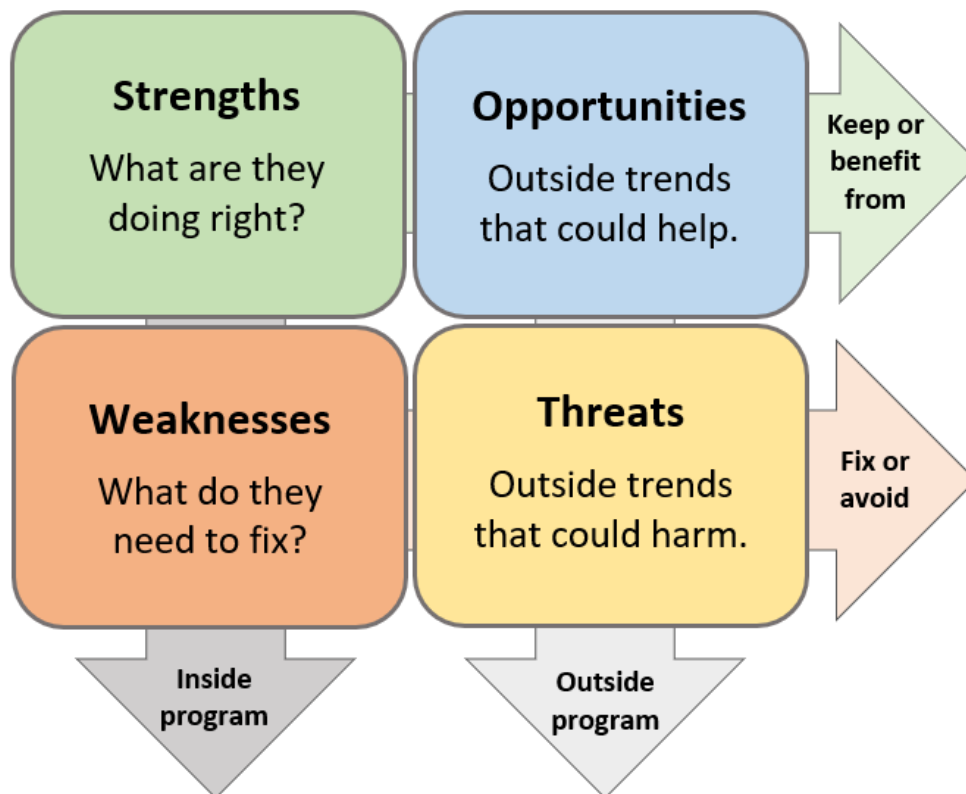 Strengths
What are they
doing right?
Opportunities
Outside trends
that could help.
Keep or
benefit
from
Weaknesses
What do they
need to fix?
Threats
Outside trends
that could harm.
Fix or
avoid
Inside
program
Outside
program